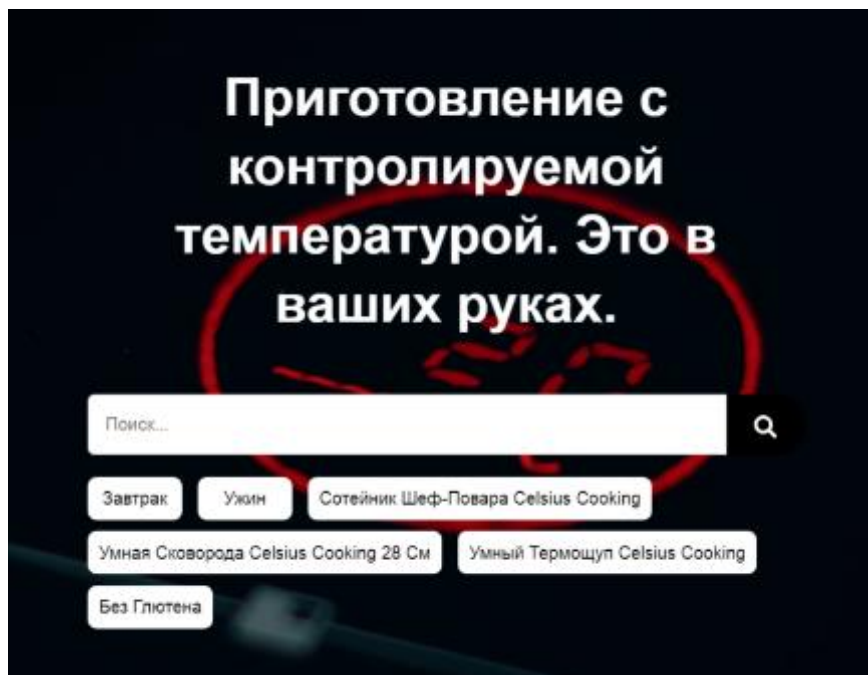 Приготовление с
контролируемой
температурой. Это в
ваших руках.
Поиск...
Завтрак Ужин Сотейник Шеф-Повара Celsius Cooking
Умная Сковорода Celsius Cooking 28 См Умный Термощуп Celsius Cooking
Без Глютена